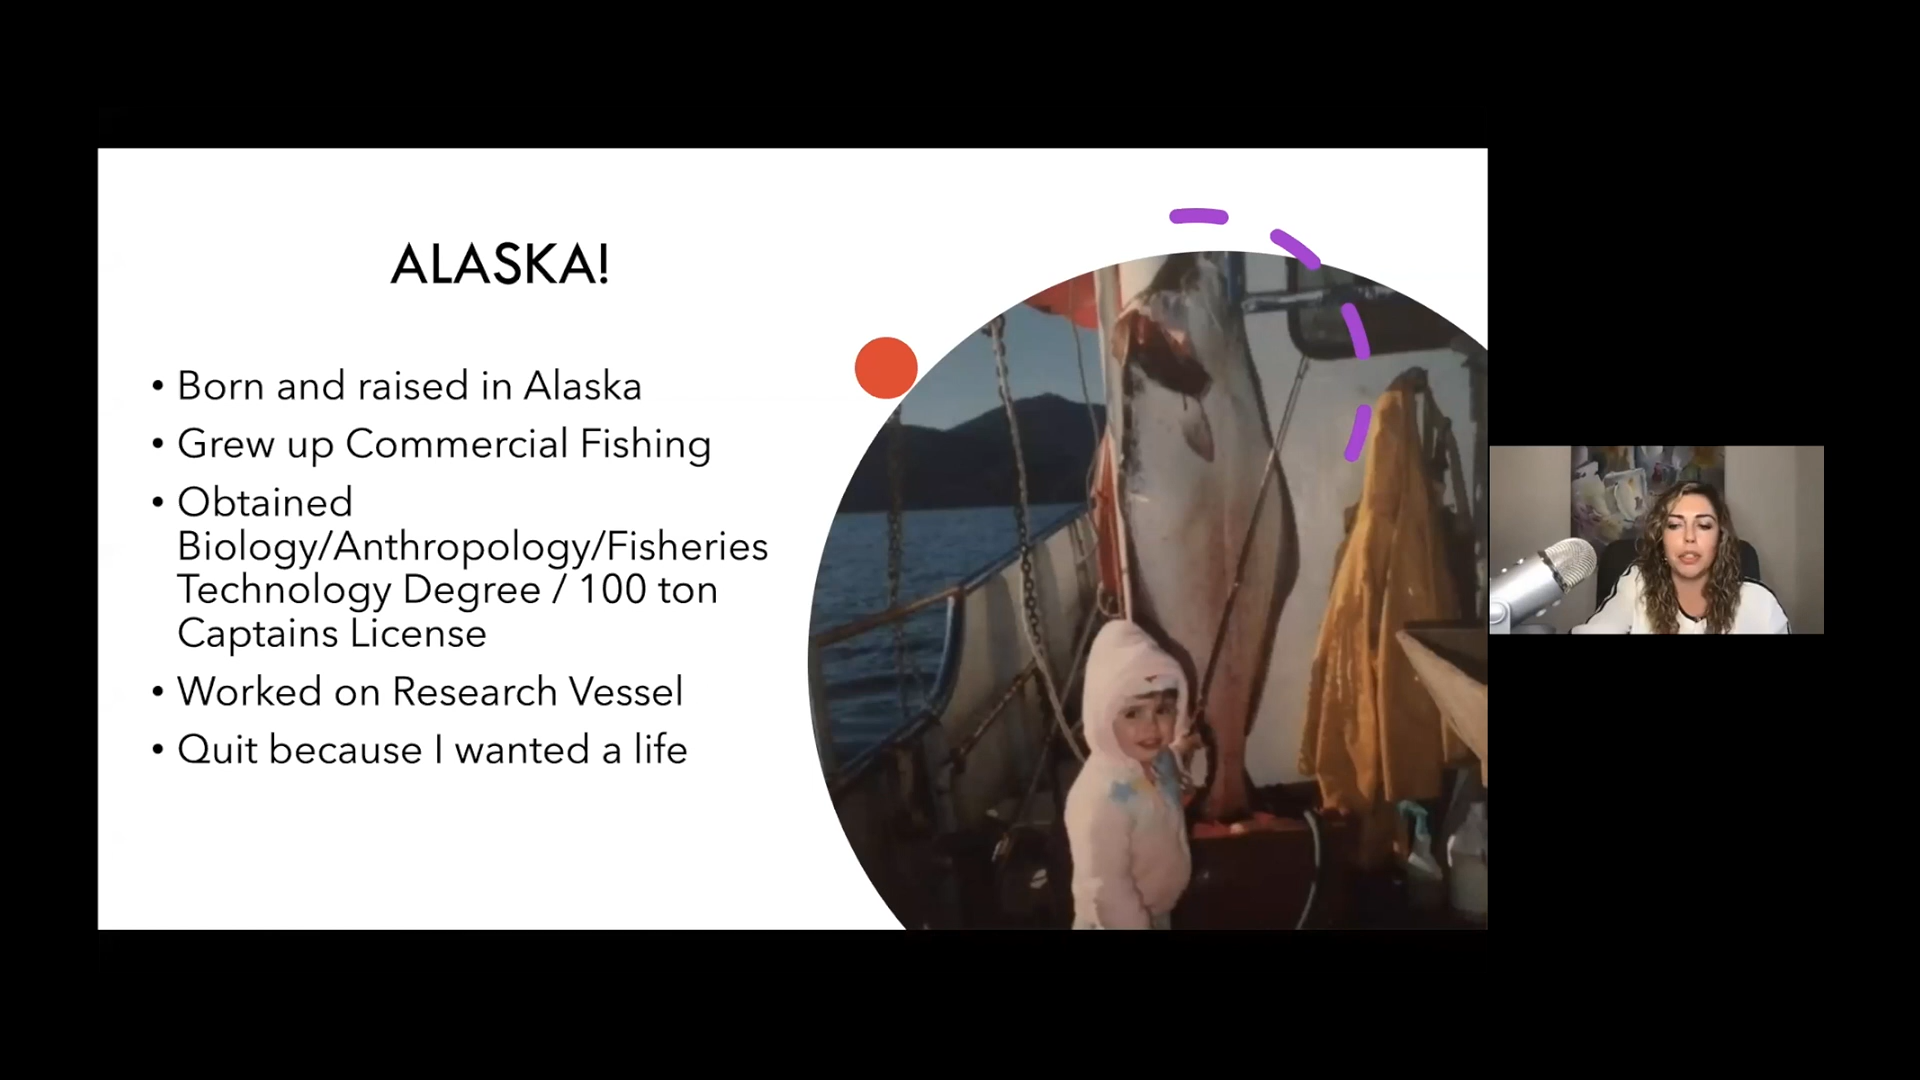 ALASKA!
• Born and raised in Alaska
• Grew up Commercial Fishing
• Obtained
Biology/Anthropology/Fisheries
Technology Degree / 100 ton
Captains License
• Worked on Research Vessel
• Quit because I wanted a life